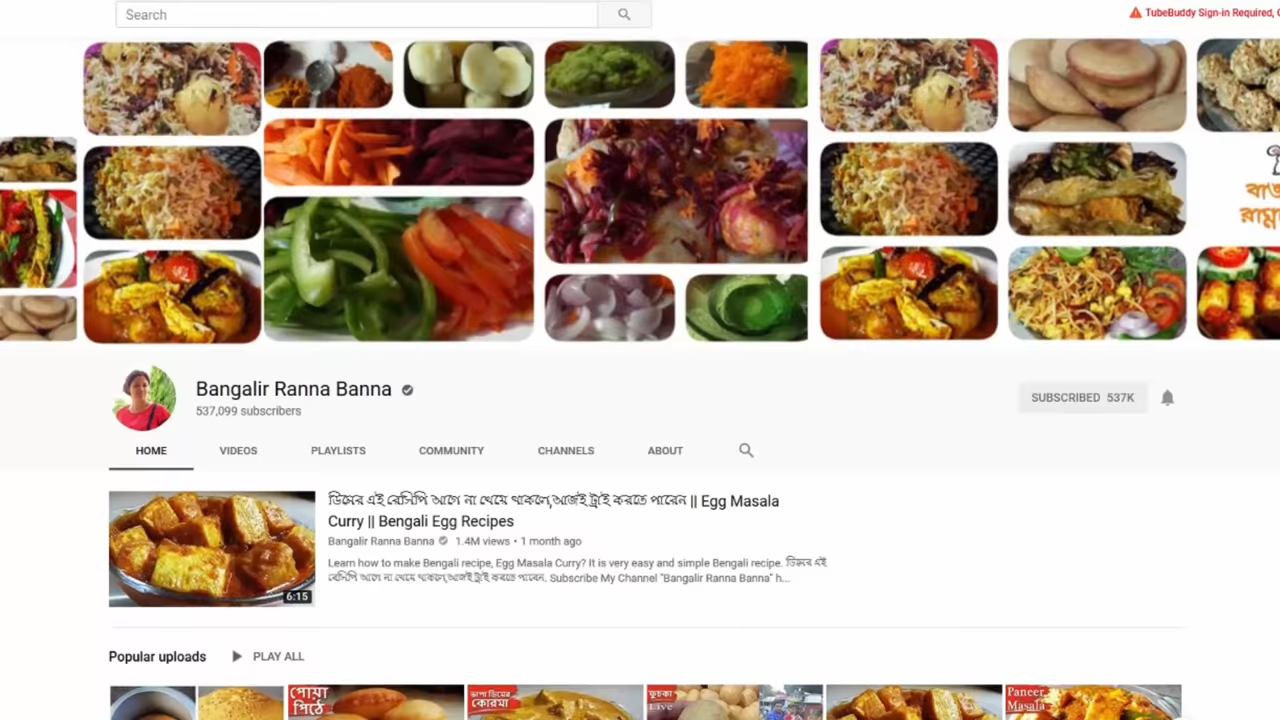 Search
TubeBuddy Sign-in Required,
Bangalir Ranna Banna
537,099 subscribers
SUBSCRIBED 537K
HOME VIDEOS PLAYLISTS COMMUNITY CHANNELS ABOUT
ডিমের এই রেসিপি আগে না খেয়ে থাকলে,আজই ট্রাই করতে পারেন || Egg Masala
Curry || Bengali Egg Recipes
Bangalir Ranna Banna 1.4M views • 1 month ago
Learn how to make Bengali recipe, Egg Masala Curry? It is very easy and simple Bengali recipe. ডিমের এই
রেসিপি আগে না খেয়ে থাকলে,আজই ট্রাই করতে পারেন. Subscribe My Channel "Bangalir Ranna Banna" h...
6:15
Popular uploads PLAY ALL
পোয়া
পিঠে
ভাপা ডিমের
কোরমা
ফুচকা
Live
Paneer
Masala